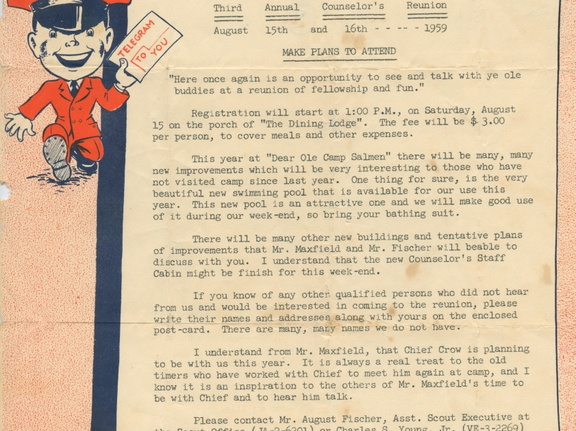 Third Annual Counselor's Reunion
August 15th and 16th - - - - - 1959
MAKE PLANS TO ATTEND
TELEGRAM
TO YOU
"Here once again is an opportunity to see and talk with ye ole
buddies at a reunion of fellowship and fun."
Registration will start at 1:00 P.M., on Saturday, August
15 on the porch of "The Dining Lodge". The fee will be $ 3.00
per person, to cover meals and other expenses.
This year at "Dear Ole Camp Salmen" there will be many, many
new improvements which will be very interesting to those who have
not visited camp since last year. One thing for sure, is the very
beautiful new swimming pool that is available for our use this
year. This new pool is an attractive one and we will make good use
of it during our week-end, so bring your bathing suit.
There will be many other new buildings and tentative plans
of improvements that Mr. Maxfield and Mr. Fischer will beable to
discuss with you. I understand that the new Counselor's Staff
Cabin might be finish for this week-end.
If you know of any other qualified persons who did not hear
from us and would be interested in coming to the reunion, please
write their names and addresses along with yours on the enclosed
post-card. There are many, many names we do not have.
I understand from Mr. Maxfield, that Chief Crow is planning
to be with us this year. It is always a real treat to the old
timers who have worked with Chief to meet him again at camp, and I
know it is an inspiration to the others of Mr. Maxfield's time to
be with Chief and to hear him talk.
Please contact Mr. August Fischer, Asst. Scout Executive at
the Scout Office (JA-2-6201) or Charles S. Young, Jr. (VE-3-2269)